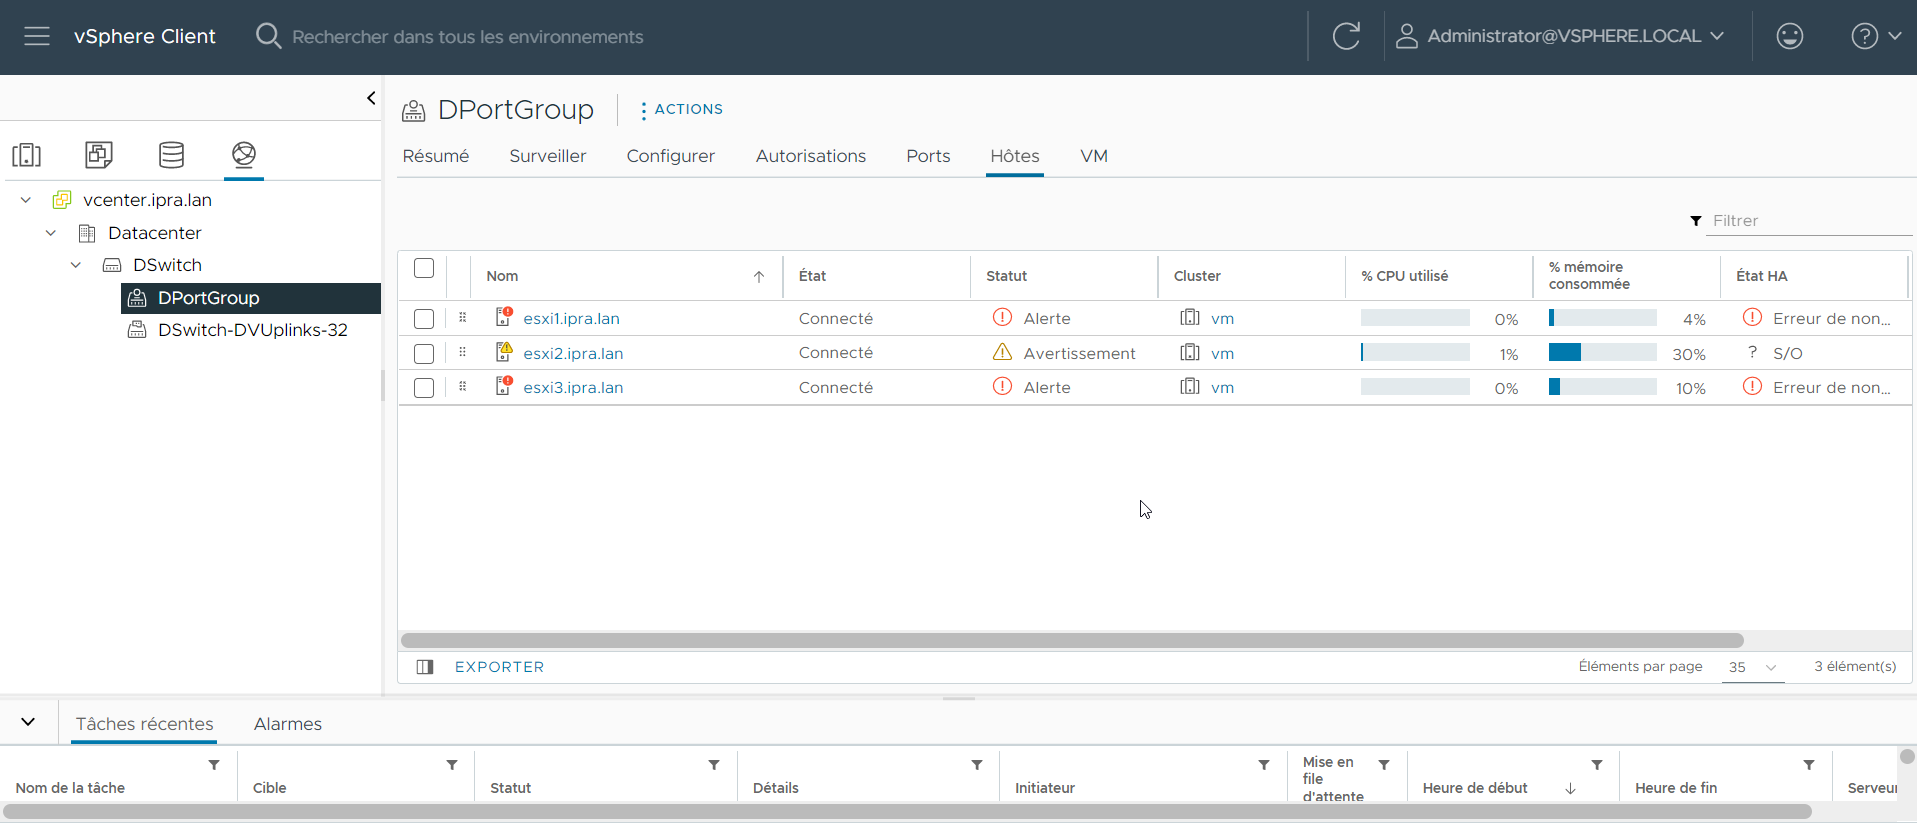 vSphere Client
Rechercher dans tous les environnements
Administrator@VSPHERE.LOCAL
vcenter.ipra.lan
Datacenter
DSwitch
DPortGroup
DSwitch-DVUplinks-32
DPortGroup
ACTIONS
Résumé Surveiller Configurer Autorisations Ports Hôtes VM
Filtrer
Nom État Statut Cluster % CPU utilisé % mémoire consommée État HA
esxi1.ipra.lan Connecté Alerte vm 0% 4% Erreur de non...
esxi2.ipra.lan Connecté Avertissement vm 1% 30% ? S/O
esxi3.ipra.lan Connecté Alerte vm 0% 10% Erreur de non...
EXPORTER
Éléments par page 35 3 élément(s)
Tâches récentes Alarmes
Nom de la tâche Cible Statut Détails Initiateur Mise en file d'attente Heure de début Heure de fin Serveur